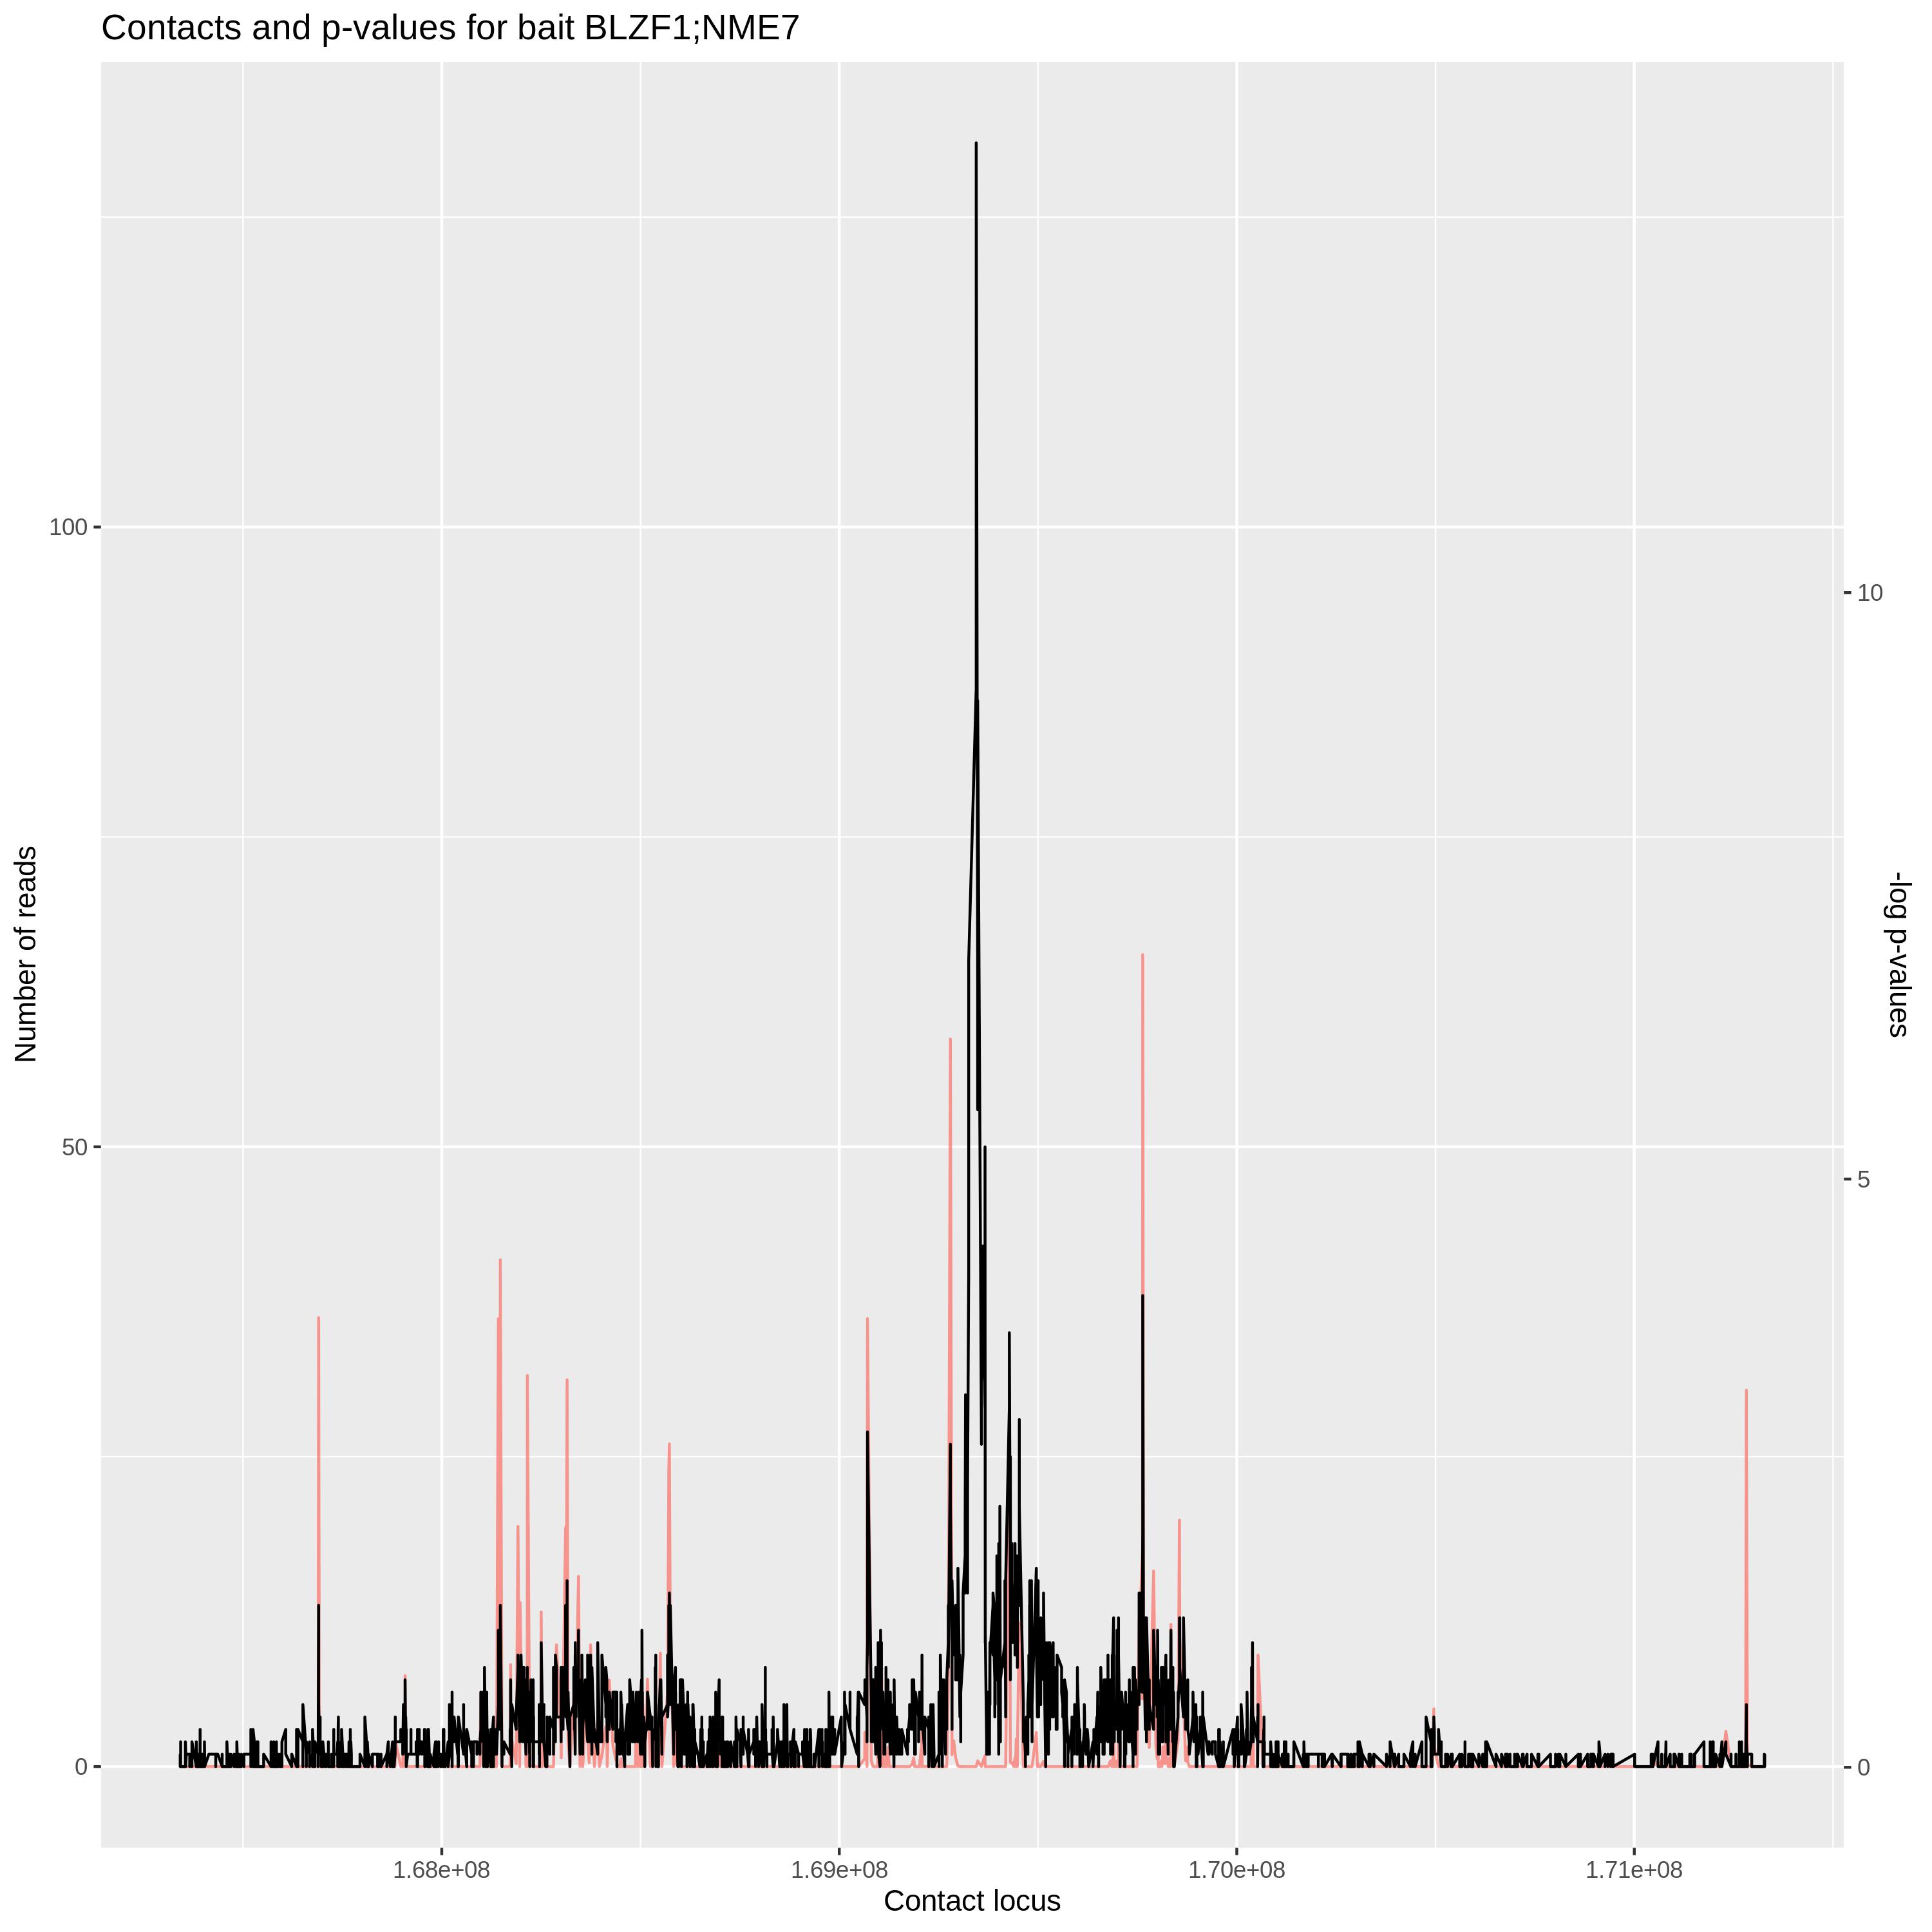 Contacts and p-values for bait BLZF1;NME7
100
50
0
Number of reads
10
5
0
-log p-values
1.68e+08
1.69e+08
1.70e+08
1.71e+08
Contact locus